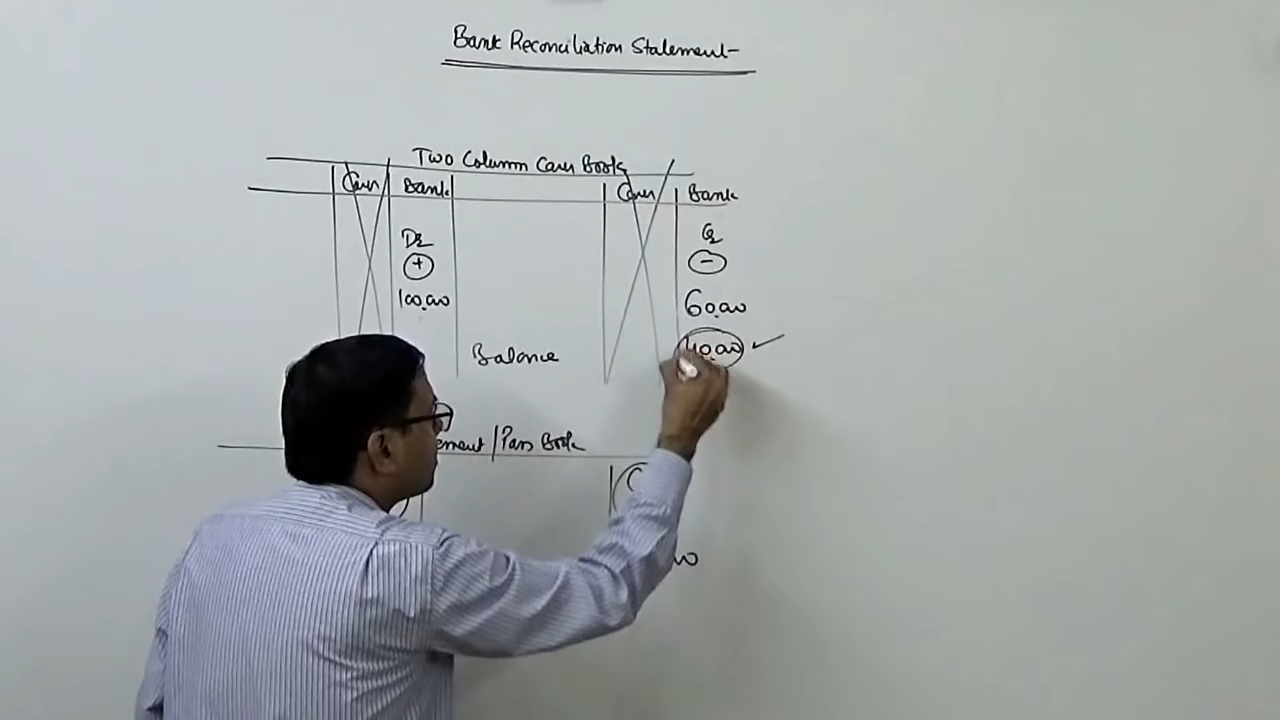 Bank Reconciliation Statement-
Two Column Cash Book
Cash Bank Cash Bank
Dr Cr
+ -
100,000 60,000
Balance 40,000
ement/Pass Book